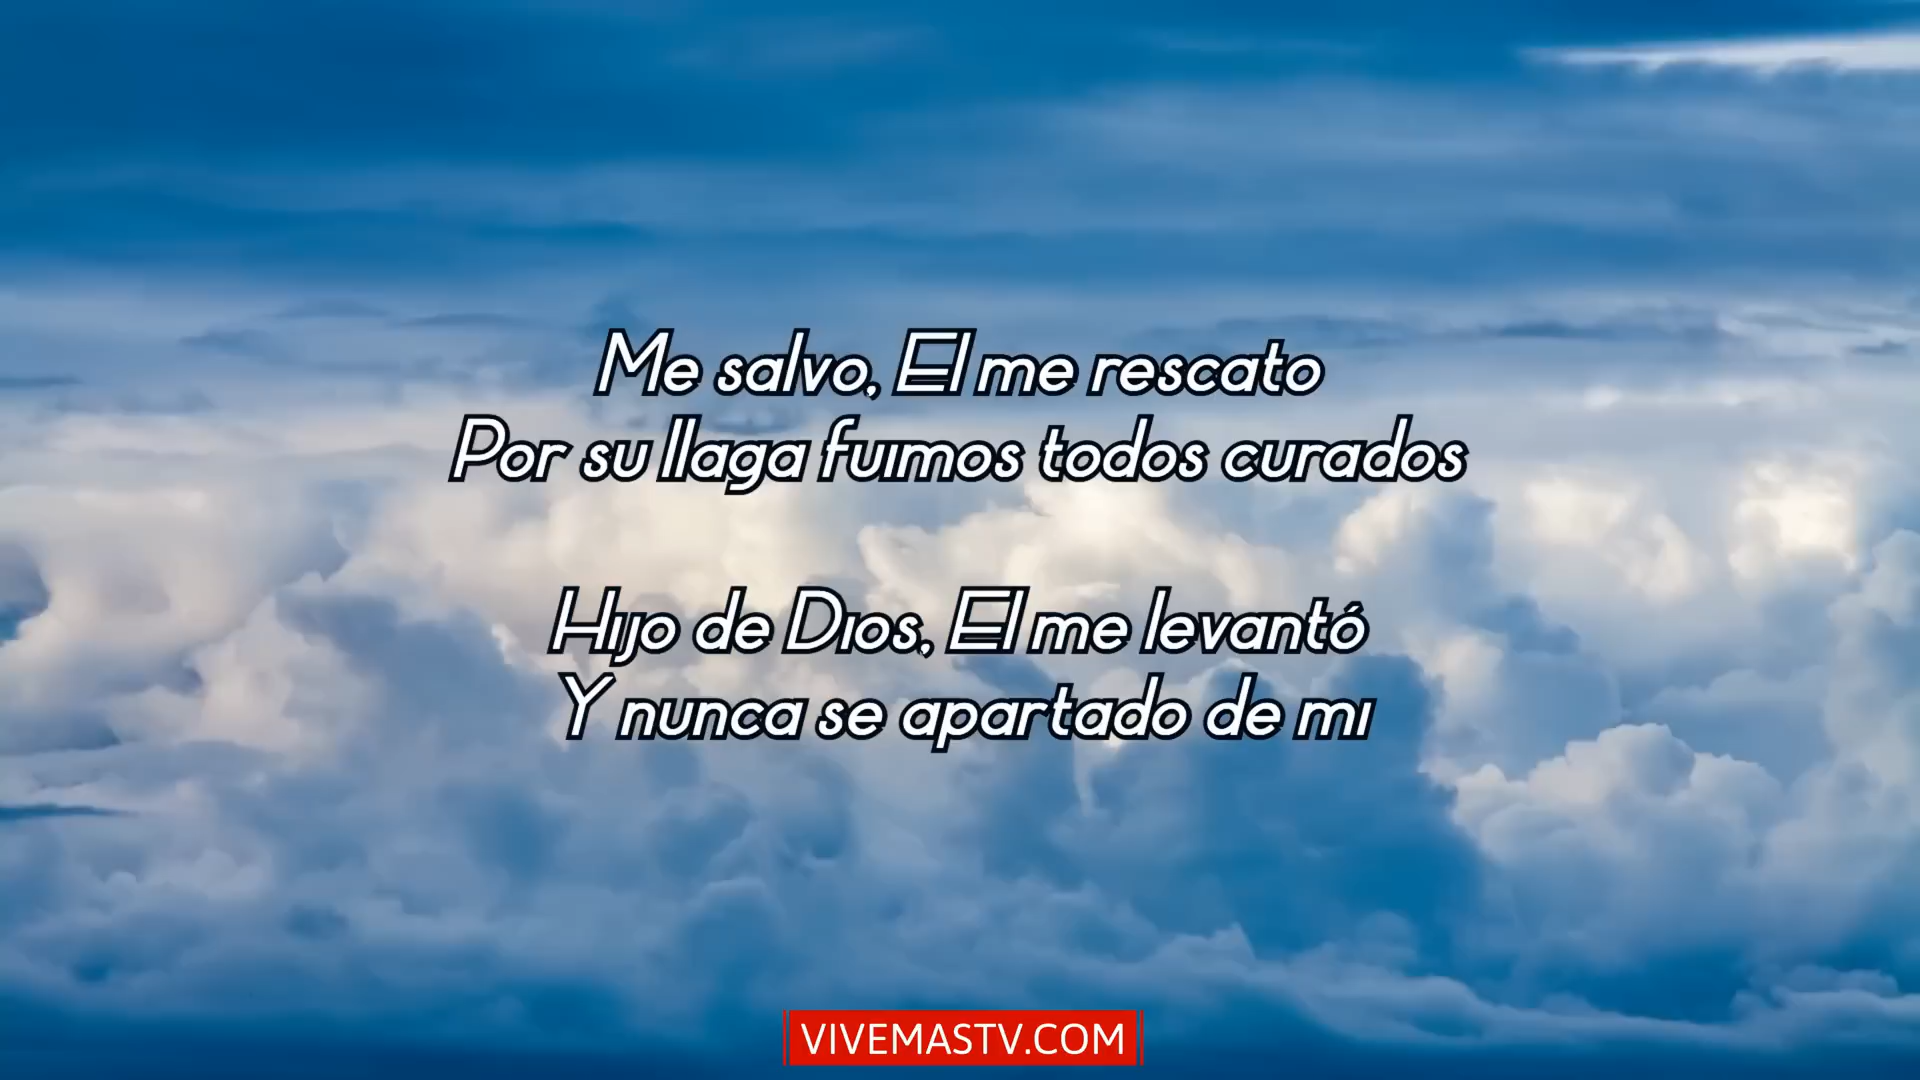 Me salvo, El me rescato
Por su llaga fuimos todos curados
Hijo de Dios, El me levantó
Y nunca se apartado de mi
VIVEMASTV.COM